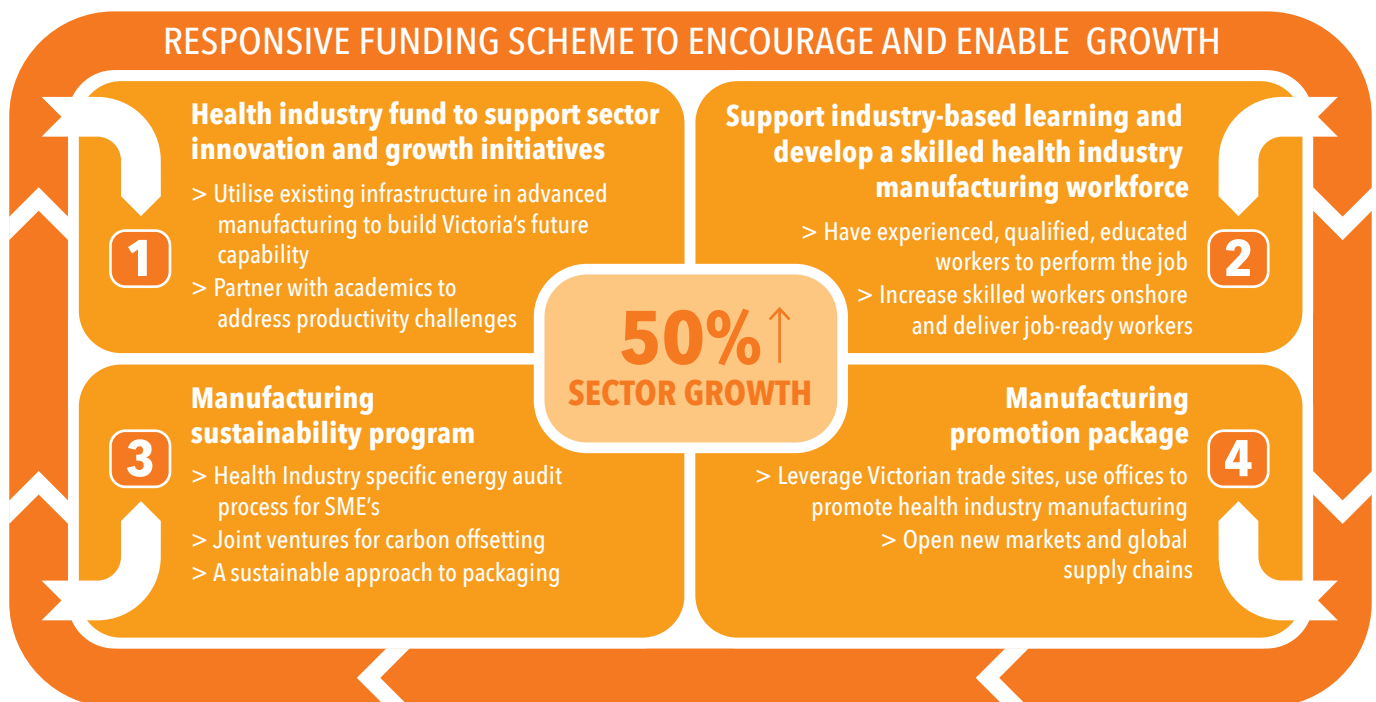 RESPONSIVE FUNDING SCHEME TO ENCOURAGE AND ENABLE GROWTH
Health industry fund to support sector
innovation and growth initiatives
> Utilise existing infrastructure in advanced
manufacturing to build Victoria's future
capability
> Partner with academics to
address productivity challenges
1
Support industry-based learning and
develop a skilled health industry
manufacturing workforce
> Have experienced, qualified, educated
workers to perform the job
> Increase skilled workers onshore
and deliver job-ready workers
2
50%↑
SECTOR GROWTH
Manufacturing
sustainability program
3
> Health Industry specific energy audit
process for SME's
> Joint ventures for carbon offsetting
> A sustainable approach to packaging
Manufacturing
promotion package
4
> Leverage Victorian trade sites, use offices to
promote health industry manufacturing
> Open new markets and global
supply chains